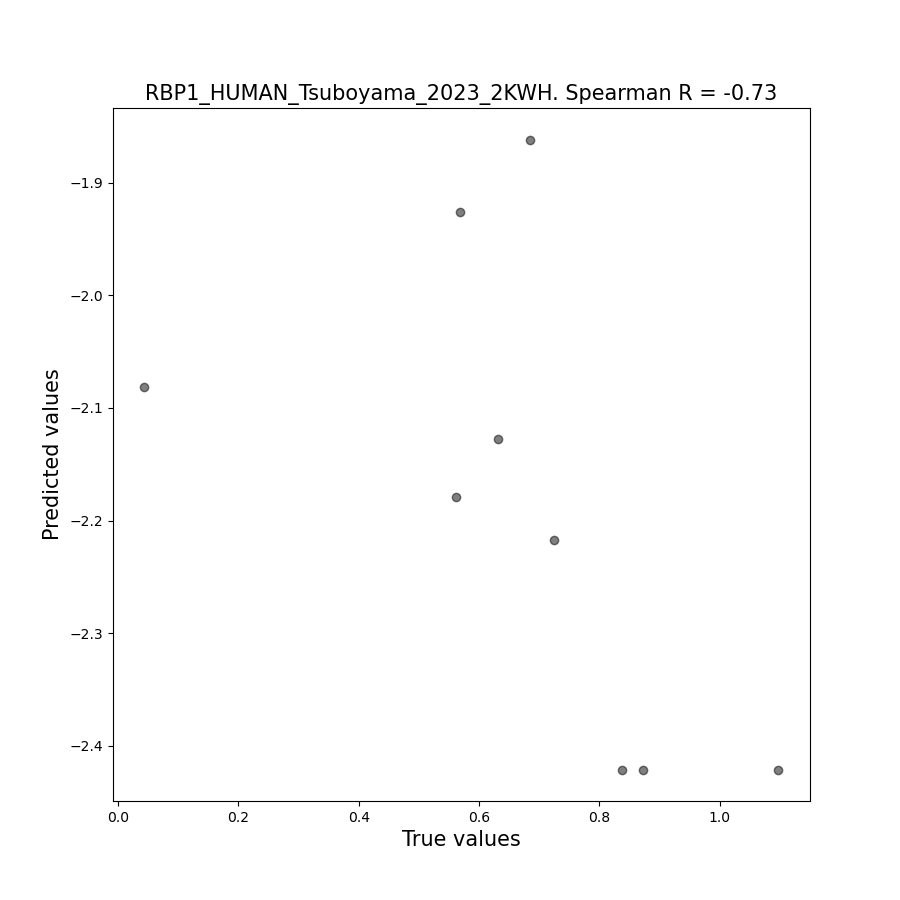 RBP1_HUMAN_Tsuboyama_2023_2KWH. Spearman R = -0.73
−1.9
−2.0
−2.1
−2.2
−2.3
−2.4
Predicted values
0.0 0.2 0.4 0.6 0.8 1.0
True values